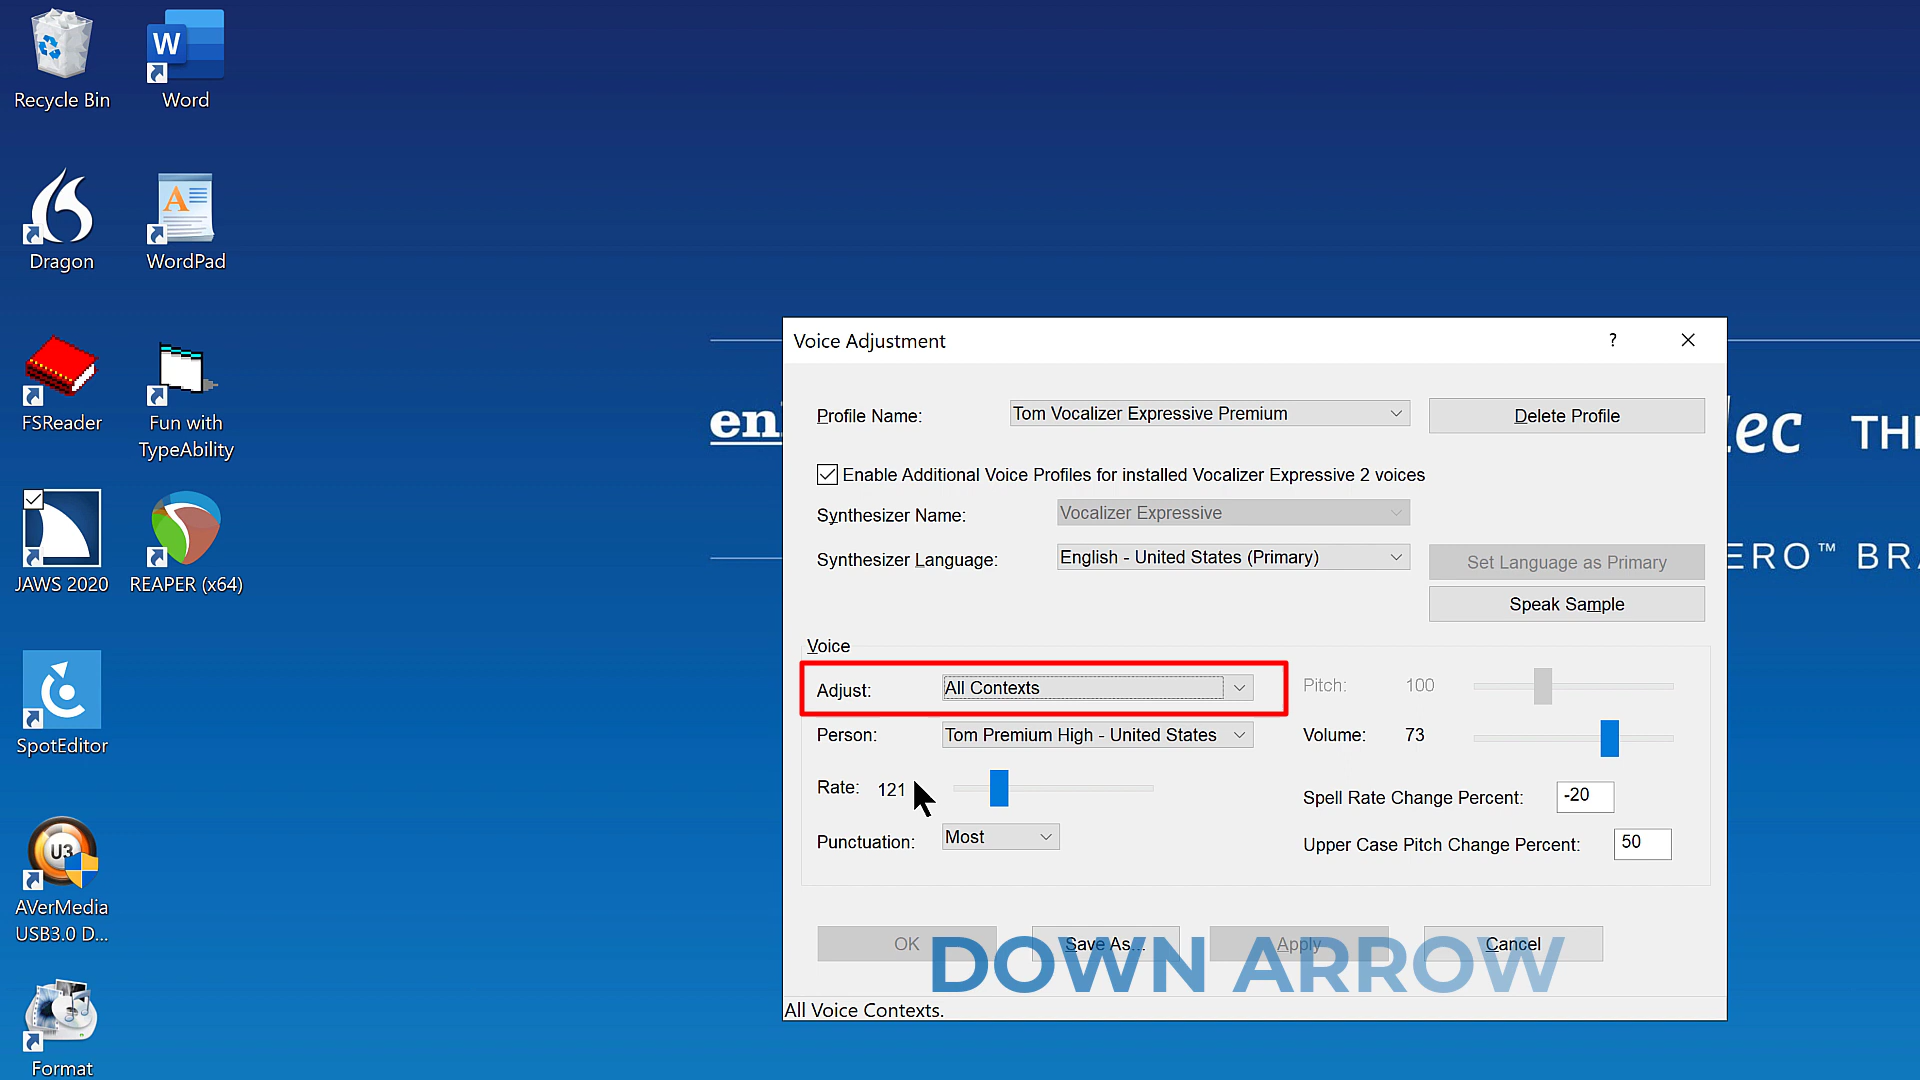 Recycle Bin
Word
Dragon
WordPad
FSReader
Fun with
TypeAbility
JAWS 2020
REAPER (x64)
SpotEditor
U3
AVerMedia
USB3.0 D...
Format
en
lec
THE
ERO™ BRA
Voice Adjustment
Profile Name:
Tom Vocalizer Expressive Premium
Delete Profile
Enable Additional Voice Profiles for installed Vocalizer Expressive 2 voices
Synthesizer Name:
Vocalizer Expressive
Synthesizer Language:
English - United States (Primary)
Set Language as Primary
Speak Sample
Voice
Adjust:
All Contexts
Pitch: 100
Person:
Tom Premium High - United States
Volume: 73
Rate: 121
Spell Rate Change Percent: -20
Punctuation:
Most
Upper Case Pitch Change Percent: 50
OK
Save As...
Apply
Cancel
DOWN ARROW
All Voice Contexts.